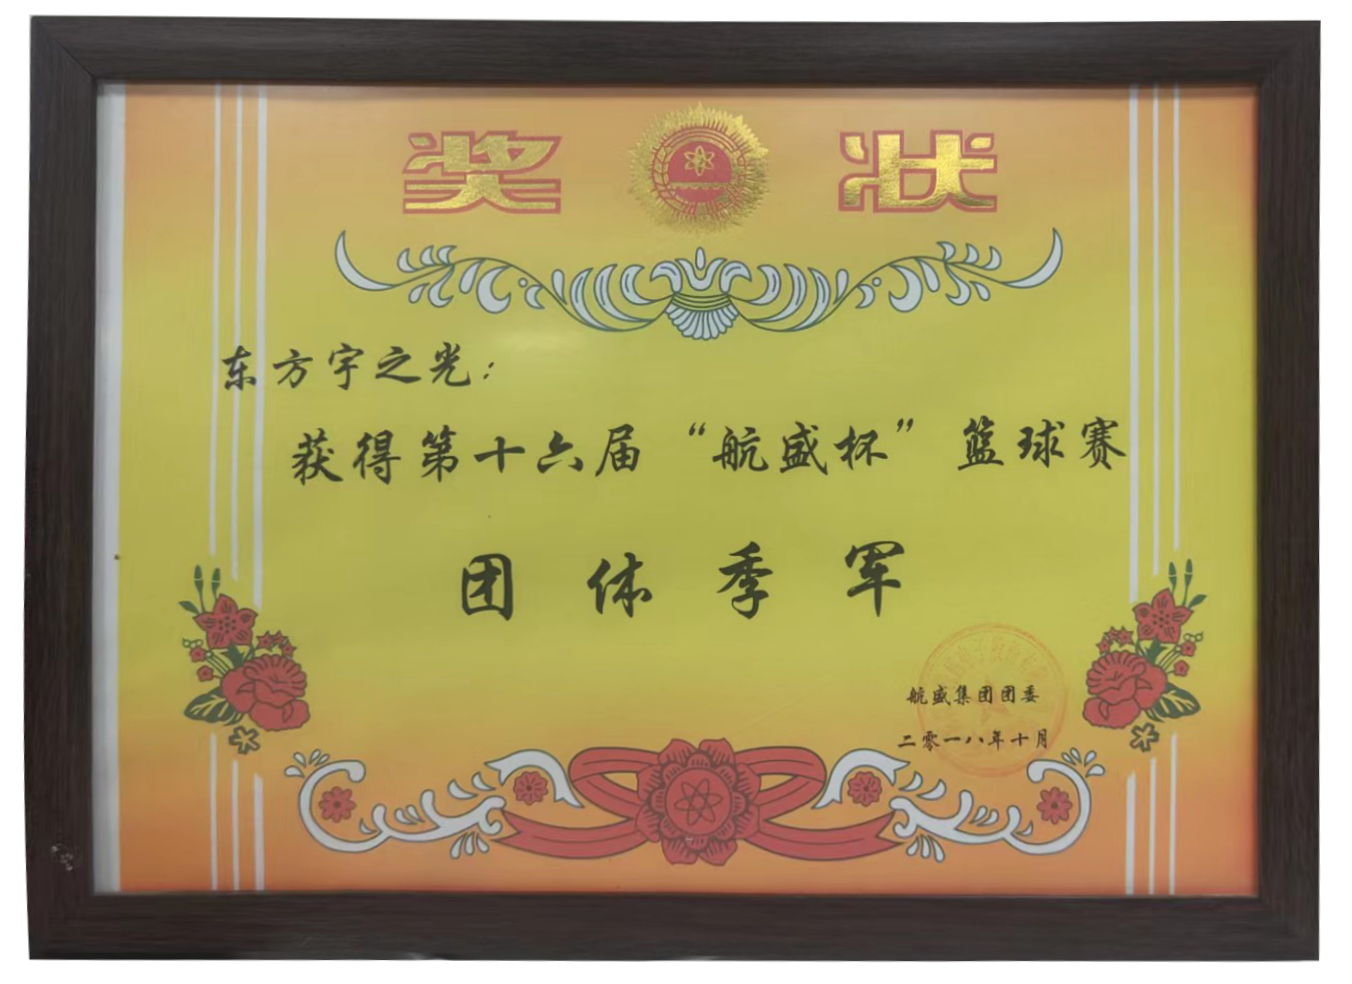 奖状
东方宇之光：
获得第十六届“航盛杯”篮球赛
团体季军
航盛集团团委
二零一八年十月